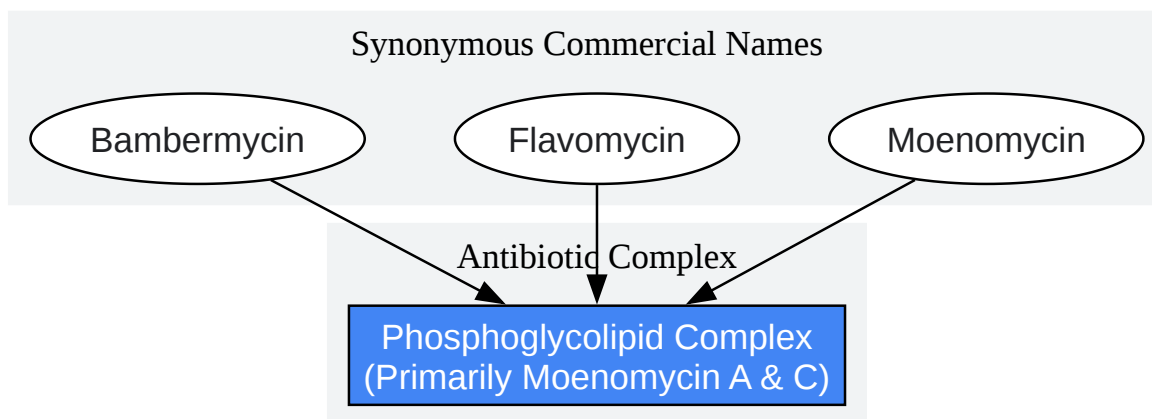 Synonymous Commercial Names
Bambermycin
Flavomycin
Moenomycin
Antibiotic Complex
Phosphoglycolipid Complex
(Primarily Moenomycin A & C)